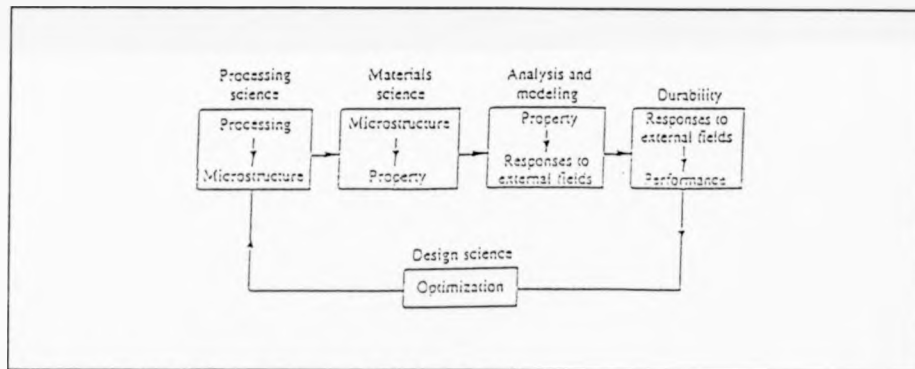 Processing
science
Processing
Microstructure
Materials
science
Microstructure
Property
Analysis and
modeling
Property
Responses to
external fields
Durability
Responses to
external fields
Performance
Design science
Optimization